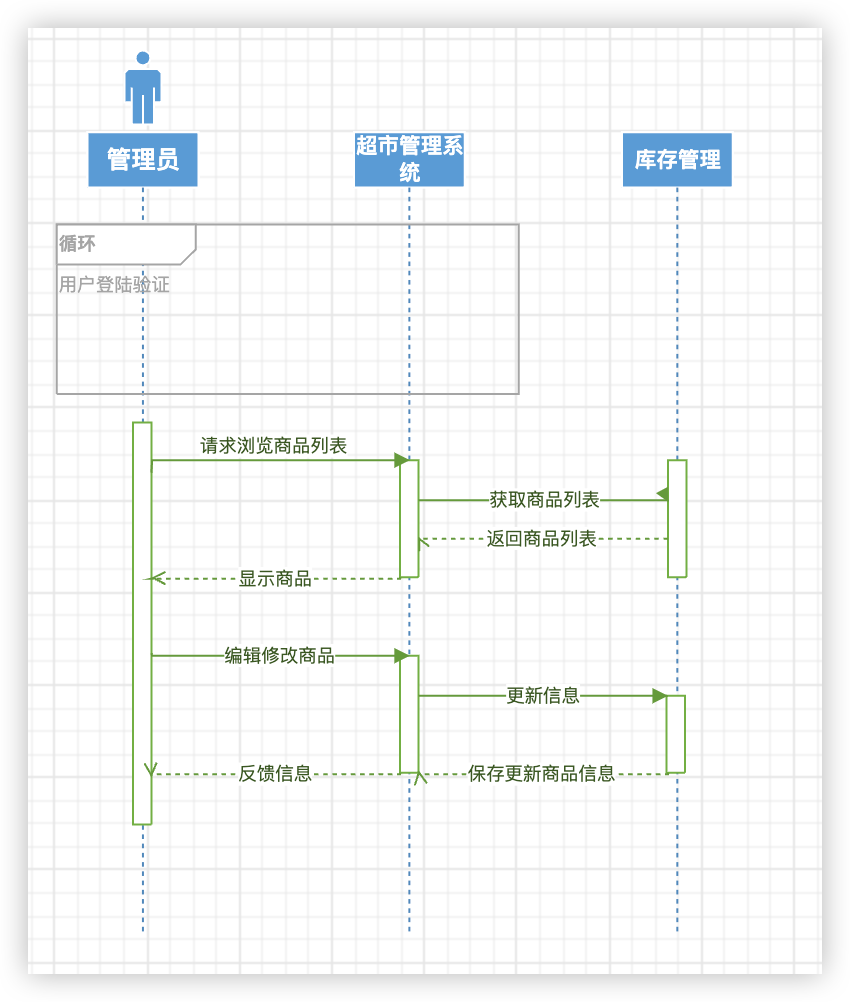 管理员
超市管理系
统
库存管理
循环
用户登陆验证
请求浏览商品列表
获取商品列表
返回商品列表
显示商品
编辑修改商品
更新信息
反馈信息
保存更新商品信息